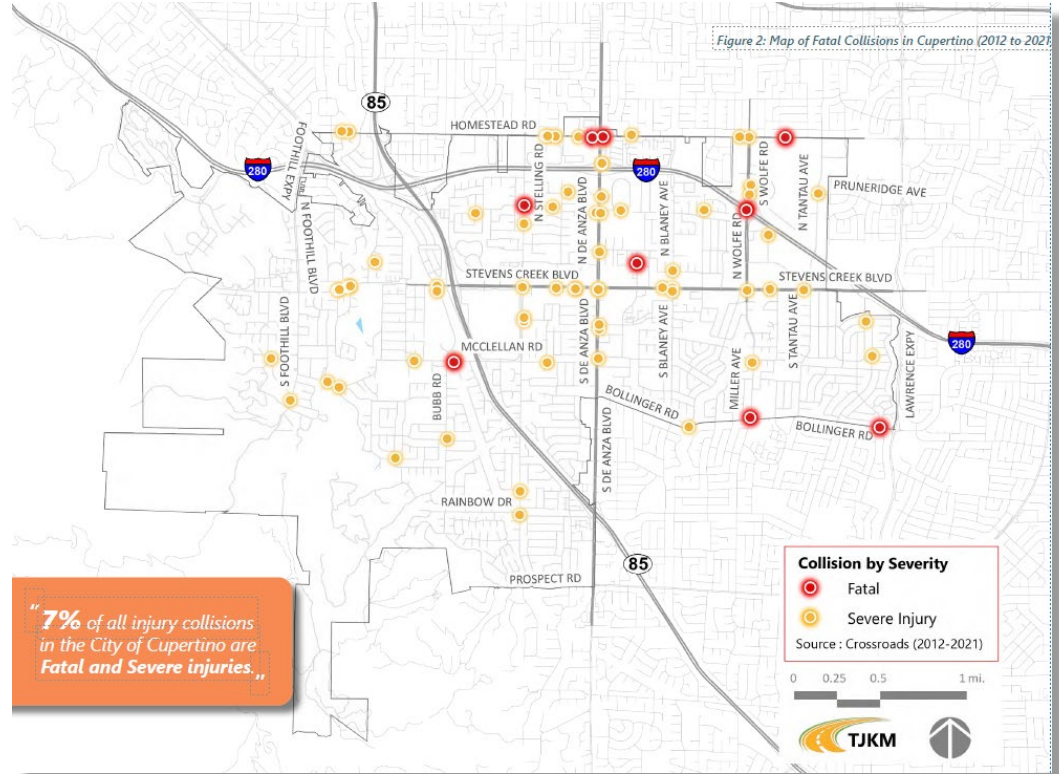 Figure 2: Map of Fatal Collisions in Cupertino (2012 to 2021
85
HOMESTEAD RD
FOOTHILL EXPY
280
N STELLING RD
280
S WOLFE RD
N TANTAU AVE
PRUNERIDGE AVE
N FOOTHILL BLVD
N DE ANZA BLVD
N BLANEY AVE
N WOLFE RD
STEVENS CREEK BLVD
STEVENS CREEK BLVD
S FOOTHILL BLVD
S DE ANZA BLVD
S BLANEY AVE
S TANTAU AVE
MCCLELLAN RD
280
LAWRENCE EXPY
BUBB RD
MILLER AVE
BOLLINGER RD
BOLLINGER RD
S DE ANZA BLVD
RAINBOW DR
85
PROSPECT RD
“7% of all injury collisions
in the City of Cupertino are
Fatal and Severe injuries.„
Collision by Severity
Fatal
Severe Injury
Source : Crossroads (2012-2021)
0 0.25 0.5 1 mi.
TJKM